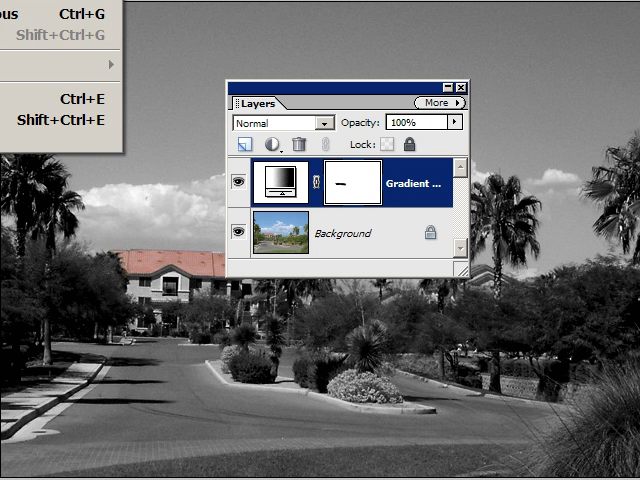 ous Ctrl+G
Shift+Ctrl+G
Ctrl+E
Shift+Ctrl+E
Layers
More
Normal
Opacity: 100%
Lock:
Gradient ...
Background